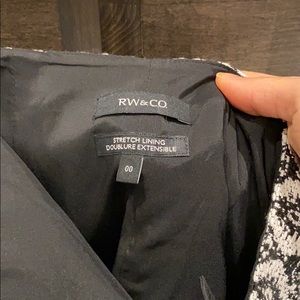 RW&CO.
STRETCH LINING
DOUBLURE EXTENSIBLE
00